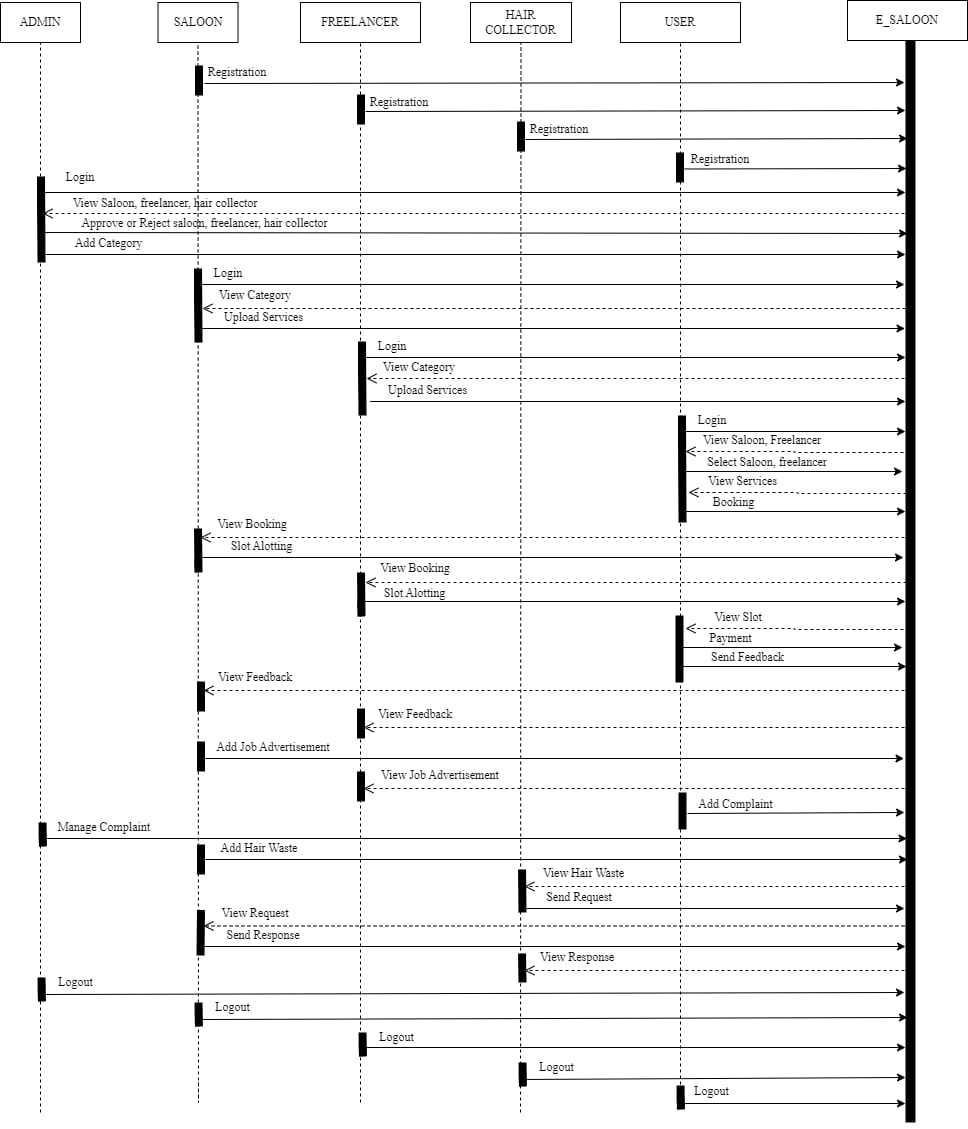 ADMIN
SALOON
FREELANCER
HAIR
COLLECTOR
USER
E_SALOON
Registration
Registration
Registration
Registration
Login
View Saloon, freelancer, hair collector
Approve or Reject saloon, freelancer, hair collector
Add Category
Login
View Category
Upload Services
Login
View Category
Upload Services
Login
View Saloon, Freelancer
Select Saloon, freelancer
View Services
Booking
View Booking
Slot Alotting
View Booking
Slot Alotting
View Slot
Payment
Send Feedback
View Feedback
View Feedback
Add Job Advertisement
View Job Advertisement
Add Complaint
Manage Complaint
Add Hair Waste
View Hair Waste
Send Request
View Request
Send Response
View Response
Logout
Logout
Logout
Logout
Logout